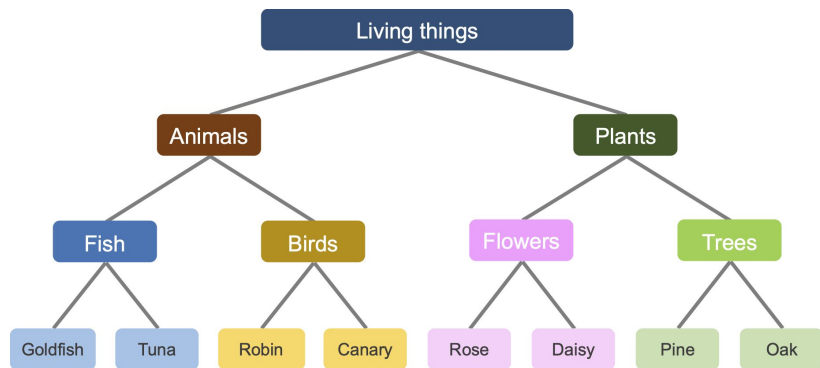 Living things
Animals
Plants
Fish
Birds
Flowers
Trees
Goldfish
Tuna
Robin
Canary
Rose
Daisy
Pine
Oak